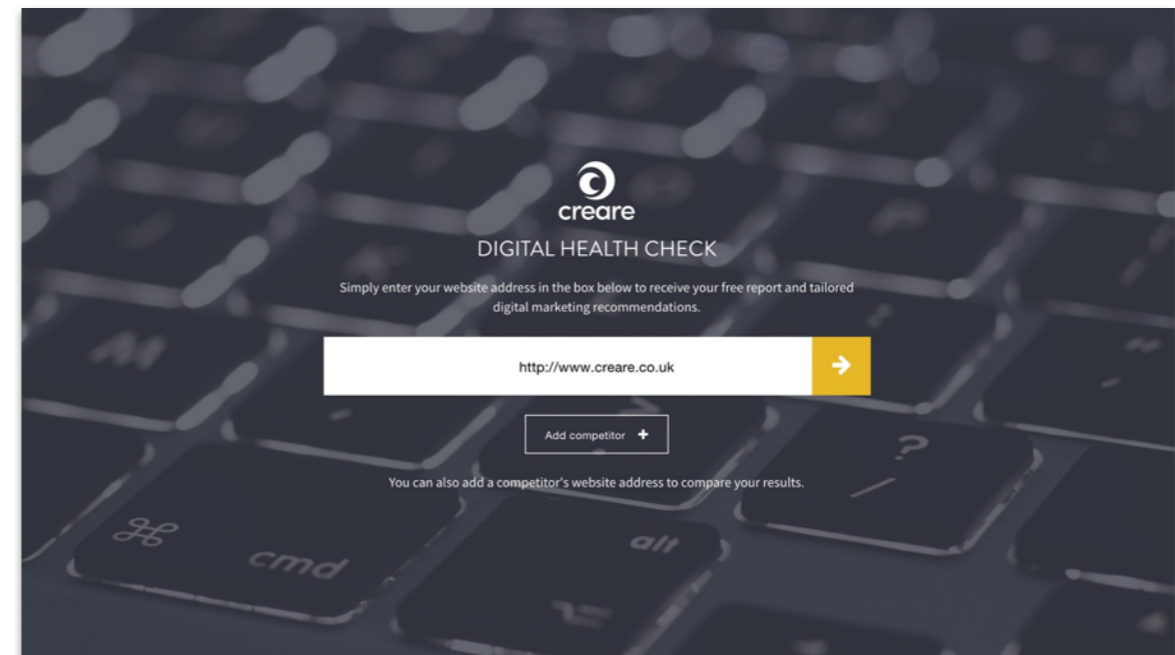 creare
DIGITAL HEALTH CHECK
Simply enter your website address in the box below to receive your free report and tailored
digital marketing recommendations.
http://www.creare.co.uk
Add competitor +
You can also add a competitor's website address to compare your results.
M
?
/
⌘
cmd
alt
⌥